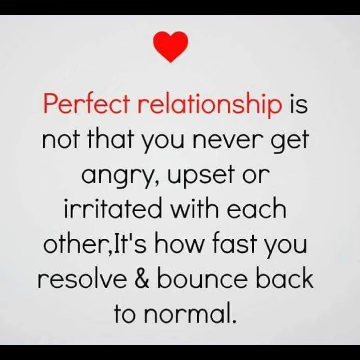 Perfect relationship is
not that you never get
angry, upset or
irritated with each
other,It's how fast you
resolve & bounce back
to normal.